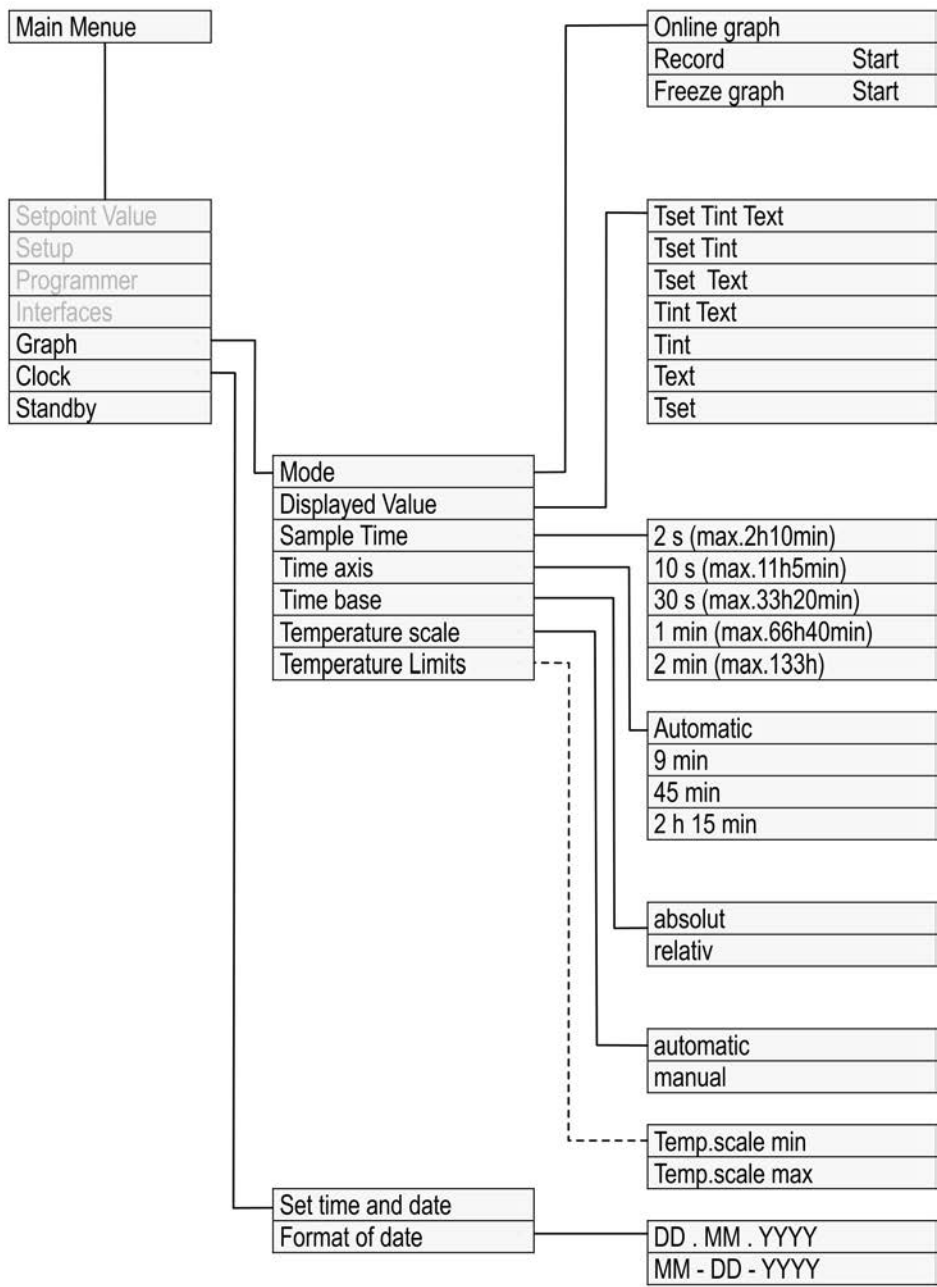 Main Menue
Setpoint Value
Setup
Programmer
Interfaces
Graph
Clock
Standby
Mode
Displayed Value
Sample Time
Time axis
Time base
Temperature scale
Temperature Limits
Set time and date
Format of date
Online graph
Record Start
Freeze graph Start
Tset Tint Text
Tset Tint
Tset Text
Tint Text
Tint
Text
Tset
2 s (max.2h10min)
10 s (max.11h5min)
30 s (max.33h20min)
1 min (max.66h40min)
2 min (max.133h)
Automatic
9 min
45 min
2 h 15 min
absolut
relativ
automatic
manual
Temp.scale min
Temp.scale max
DD . MM . YYYY
MM - DD - YYYY